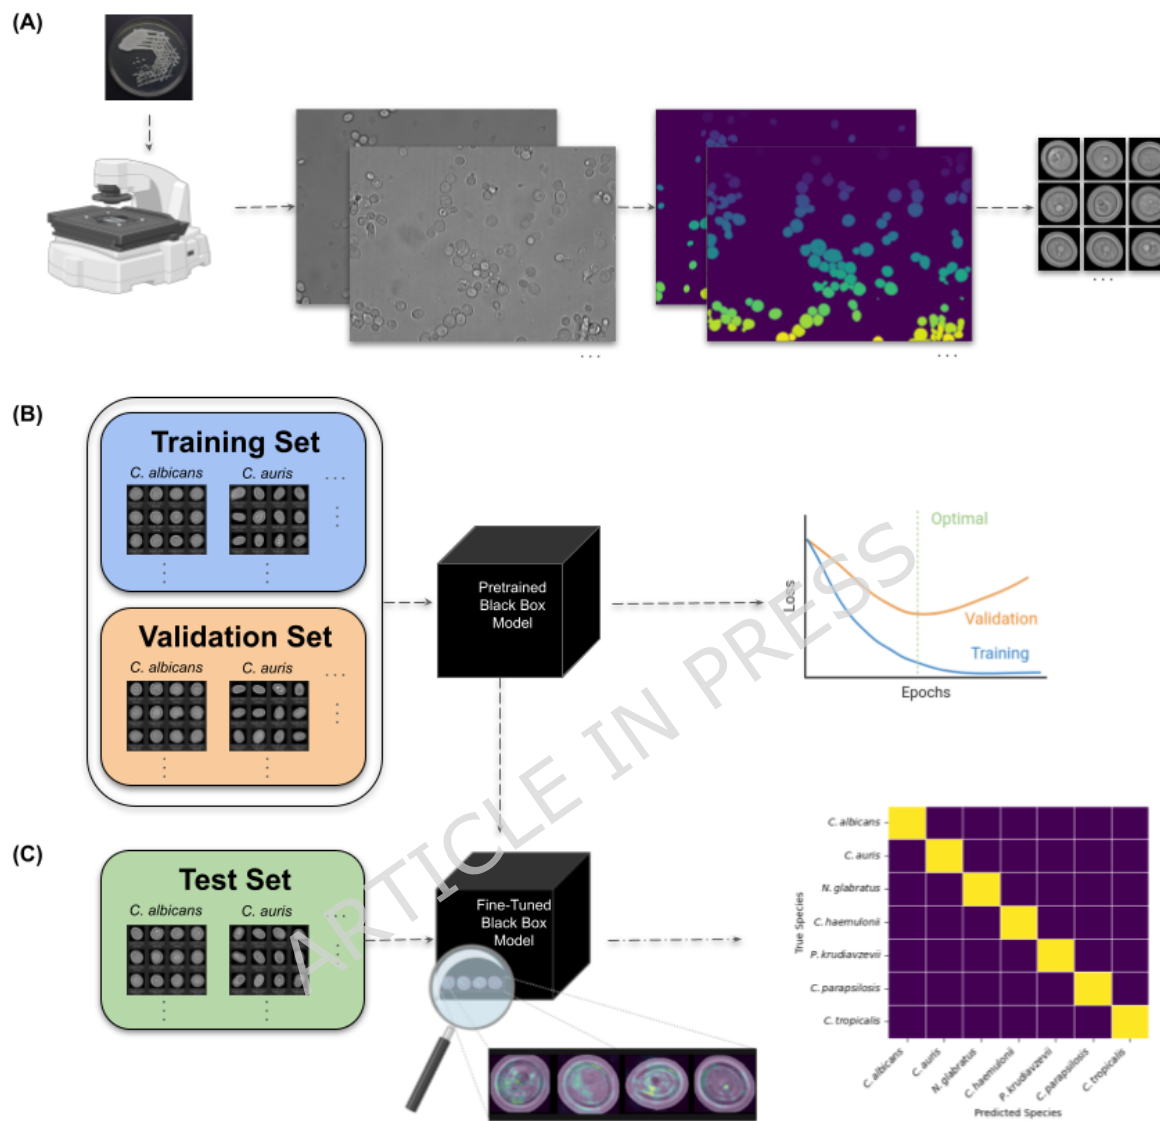 (A)
. . .
. . .
. . .
(B)
Training Set
C. albicans
C. auris
. . .
Validation Set
C. albicans
C. auris
. . .
Pretrained
Black Box
Model
Optimal
Loss
Validation
Training
Epochs
(C)
Test Set
C. albicans
C. auris
. . .
Fine-Tuned
Black Box
Model
True Species
C. albicans
C. auris
N. glabratus
C. haemulonii
P. krudiavzevii
C. parapsilosis
C. tropicalis
C. albicans
C. auris
N. glabratus
C. haemulonii
P. krudiavzevii
C. parapsilosis
C. tropicalis
Predicted Species
ARTICLE IN PRESS